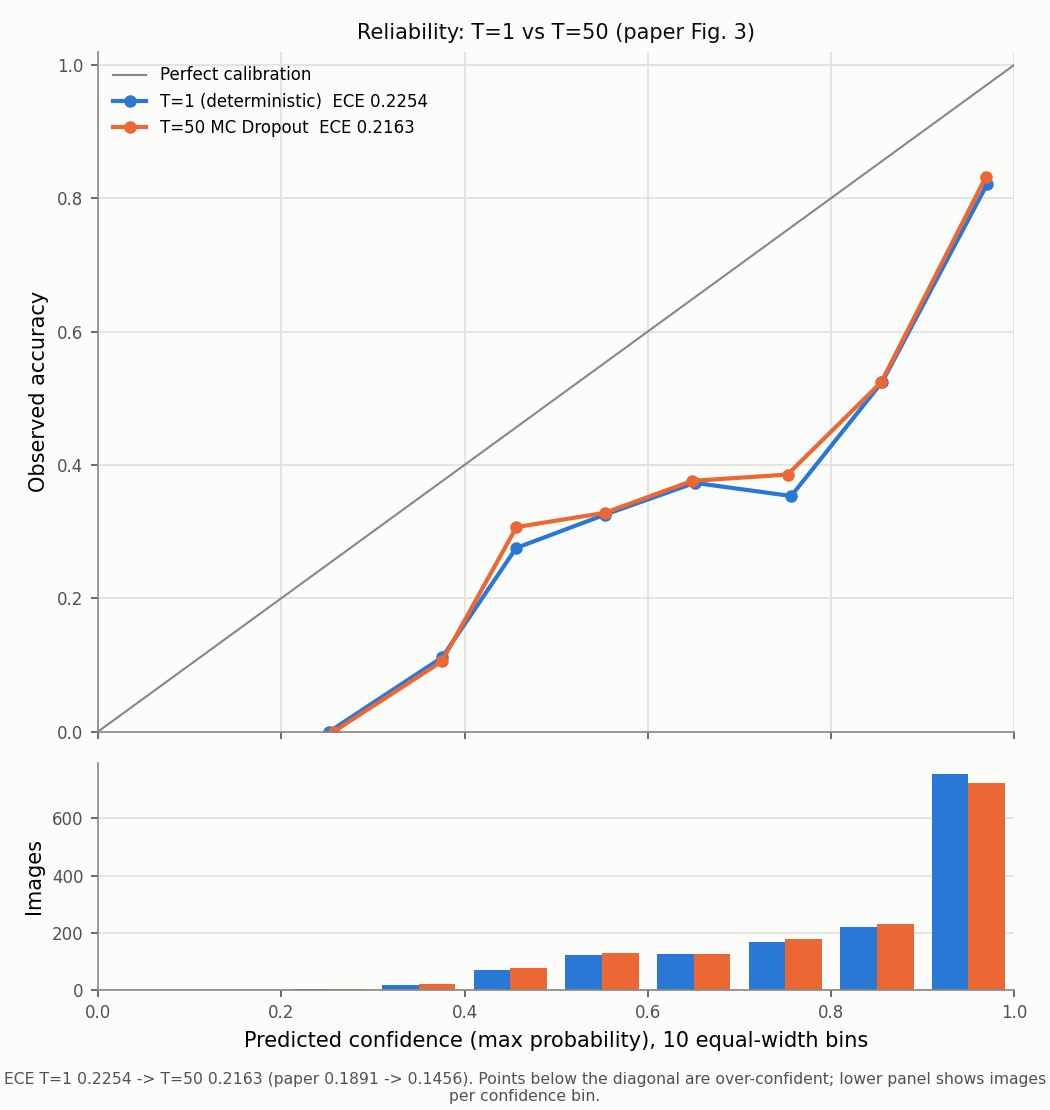 Reliability: T=1 vs T=50 (paper Fig. 3)
Perfect calibration
T=1 (deterministic)  ECE 0.2254
T=50 MC Dropout  ECE 0.2163
Observed accuracy
1.0
0.8
0.6
0.4
0.2
0.0
Images
600
400
200
0
0.0 0.2 0.4 0.6 0.8 1.0
Predicted confidence (max probability), 10 equal-width bins
ECE T=1 0.2254 -> T=50 0.2163 (paper 0.1891 -> 0.1456). Points below the diagonal are over-confident; lower panel shows images
per confidence bin.